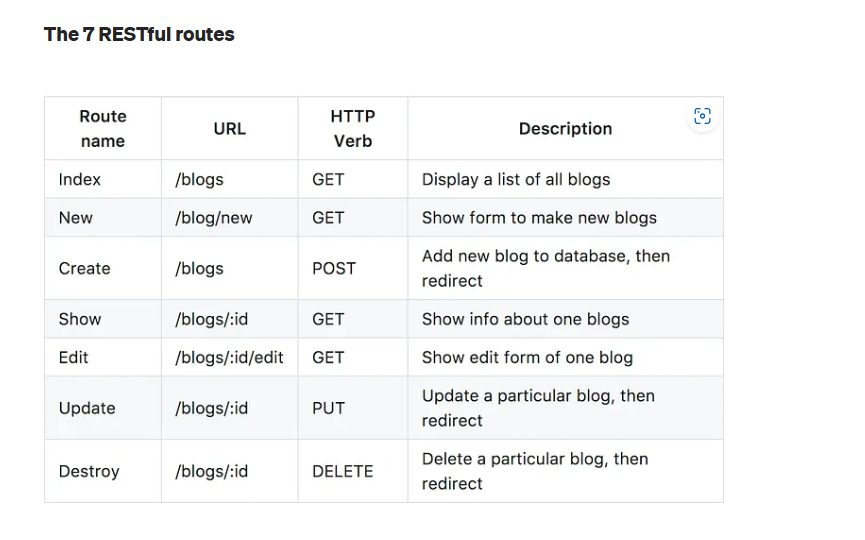 The 7 RESTful routes
Route name URL HTTP Verb Description
Index /blogs GET Display a list of all blogs
New /blog/new GET Show form to make new blogs
Create /blogs POST Add new blog to database, then redirect
Show /blogs/:id GET Show info about one blogs
Edit /blogs/:id/edit GET Show edit form of one blog
Update /blogs/:id PUT Update a particular blog, then redirect
Destroy /blogs/:id DELETE Delete a particular blog, then redirect